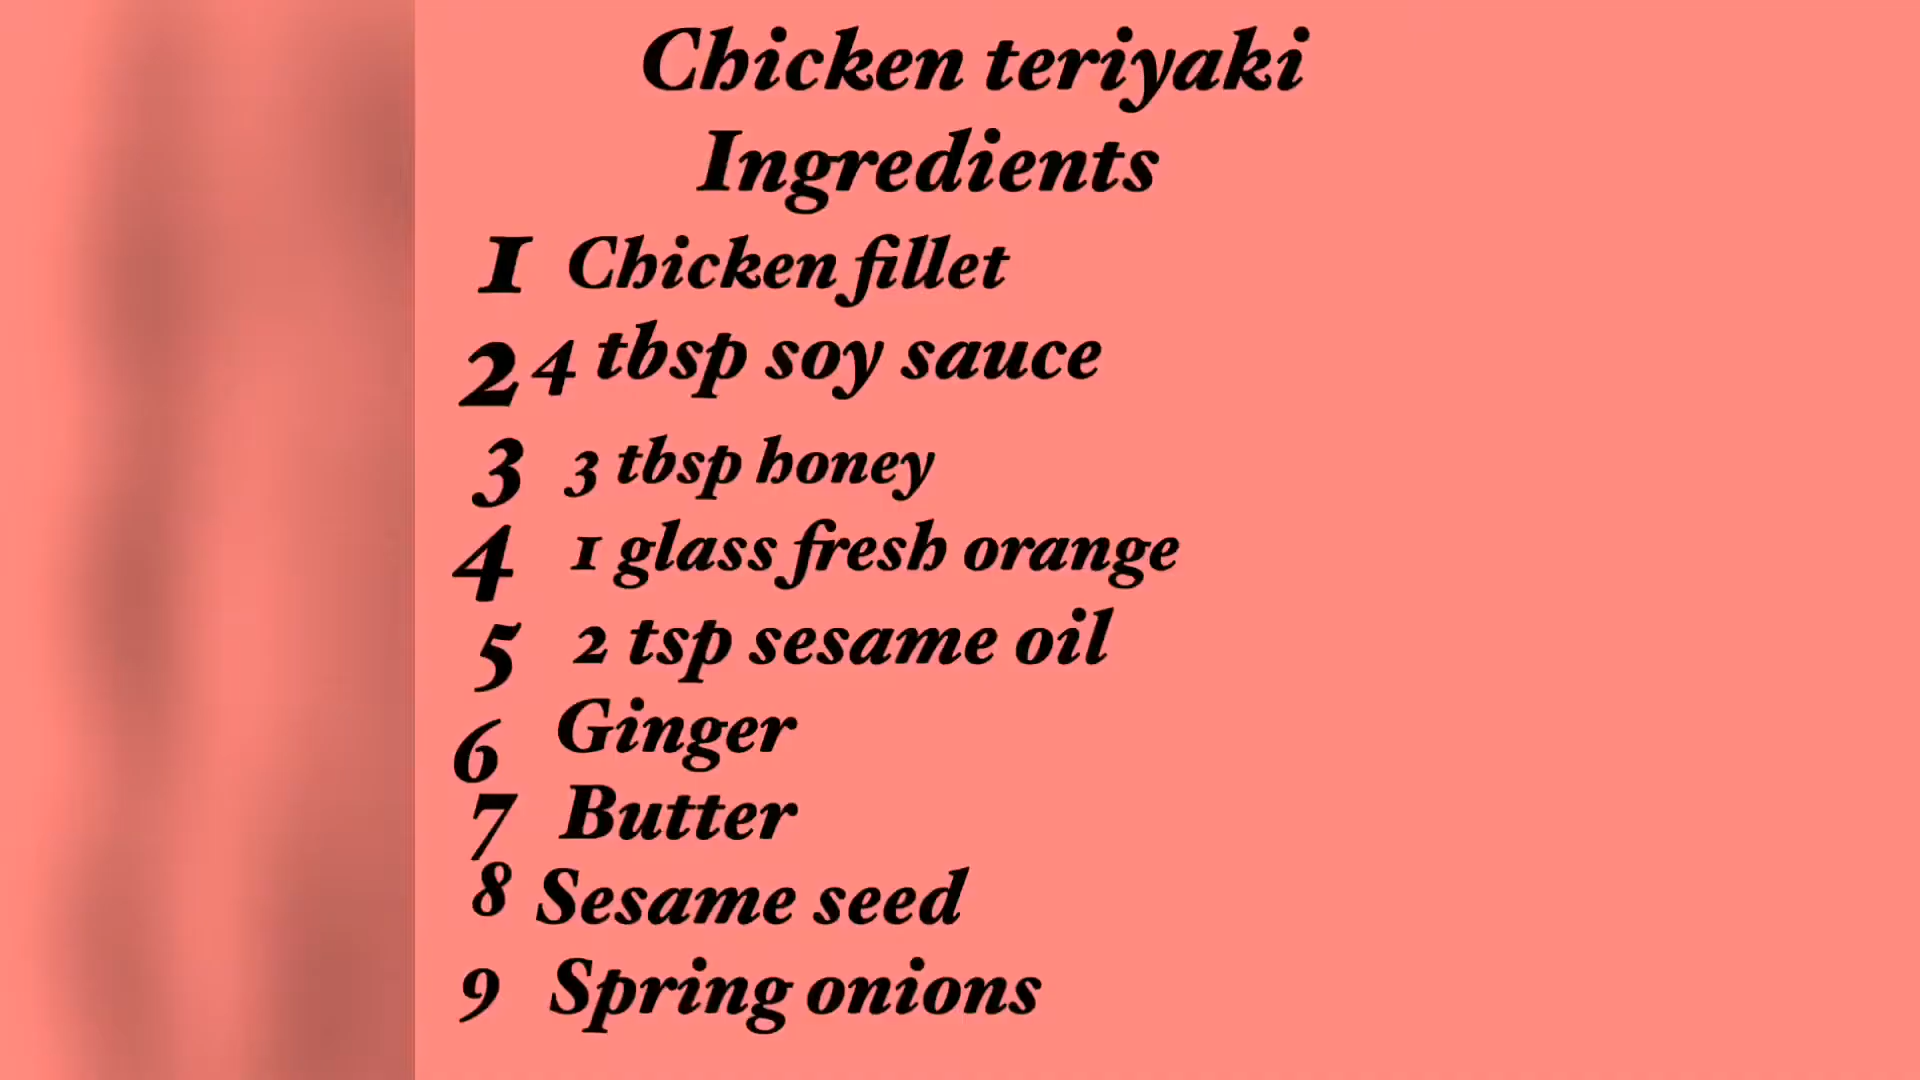 Chicken teriyaki
Ingredients
1 Chicken fillet
2 4 tbsp soy sauce
3 3 tbsp honey
4 1 glass fresh orange
5 2 tsp sesame oil
6 Ginger
7 Butter
8 Sesame seed
9 Spring onions